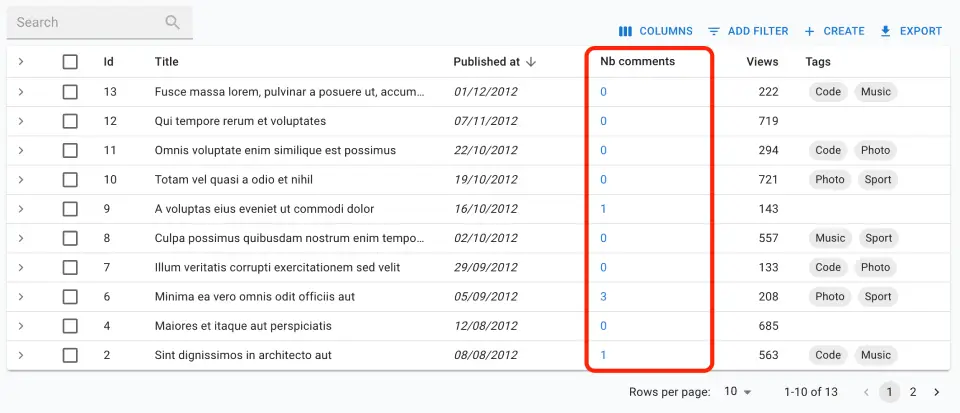 Search
COLUMNS ADD FILTER CREATE EXPORT
Id Title Published at Nb comments Views Tags
13 Fusce massa lorem, pulvinar a posuere ut, accum… 01/12/2012 0 222 Code Music
12 Qui tempore rerum et voluptates 07/11/2012 0 719
11 Omnis voluptate enim similique est possimus 22/10/2012 0 294 Code Photo
10 Totam vel quasi a odio et nihil 19/10/2012 0 721 Photo Sport
9 A voluptas eius eveniet ut commodi dolor 16/10/2012 1 143
8 Culpa possimus quibusdam nostrum enim tempo… 02/10/2012 0 557 Music Sport
7 Illum veritatis corrupti exercitationem sed velit 29/09/2012 0 133 Code Photo
6 Minima ea vero omnis odit officiis aut 05/09/2012 3 208 Photo Sport
4 Maiores et itaque aut perspiciatis 12/08/2012 0 685
2 Sint dignissimos in architecto aut 08/08/2012 1 563 Code Music
Rows per page: 10 1-10 of 13 1 2